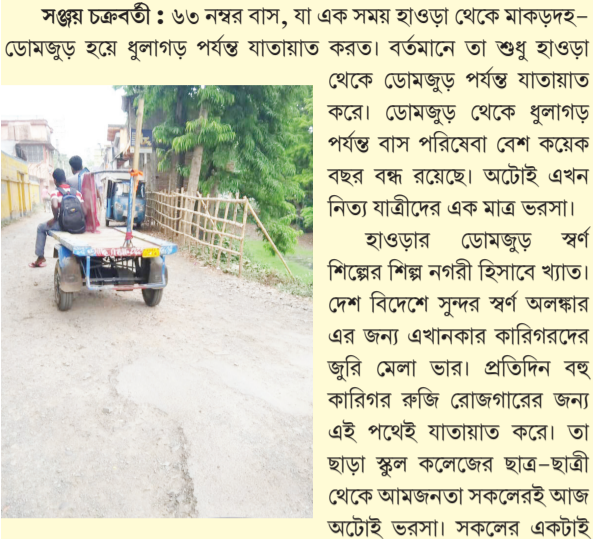 সঞ্জয় চক্রবর্তী : ৬৩ নম্বর বাস, যা এক সময় হাওড়া থেকে মাকড়দহ-
ডোমজুড় হয়ে ধুলাগড় পর্যন্ত যাতায়াত করত। বর্তমানে তা শুধু হাওড়া
থেকে ডোমজুড় পর্যন্ত যাতায়াত
করে। ডোমজুড় থেকে ধুলাগড়
পর্যন্ত বাস পরিষেবা বেশ কয়েক
বছর বন্ধ রয়েছে। অটোই এখন
নিত্য যাত্রীদের এক মাত্র ভরসা।
হাওড়ার ডোমজুড় স্বর্ণ
শিল্পের শিল্প নগরী হিসাবে খ্যাত।
দেশ বিদেশে সুন্দর স্বর্ণ অলঙ্কার
এর জন্য এখানকার কারিগরদের
জুরি মেলা ভার। প্রতিদিন বহু
কারিগর রুজি রোজগারের জন্য
এই পথেই যাতায়াত করে। তা
ছাড়া স্কুল কলেজের ছাত্র-ছাত্রী
থেকে আমজনতা সকলেরই আজ
অটোই ভরসা। সকলের একটাই